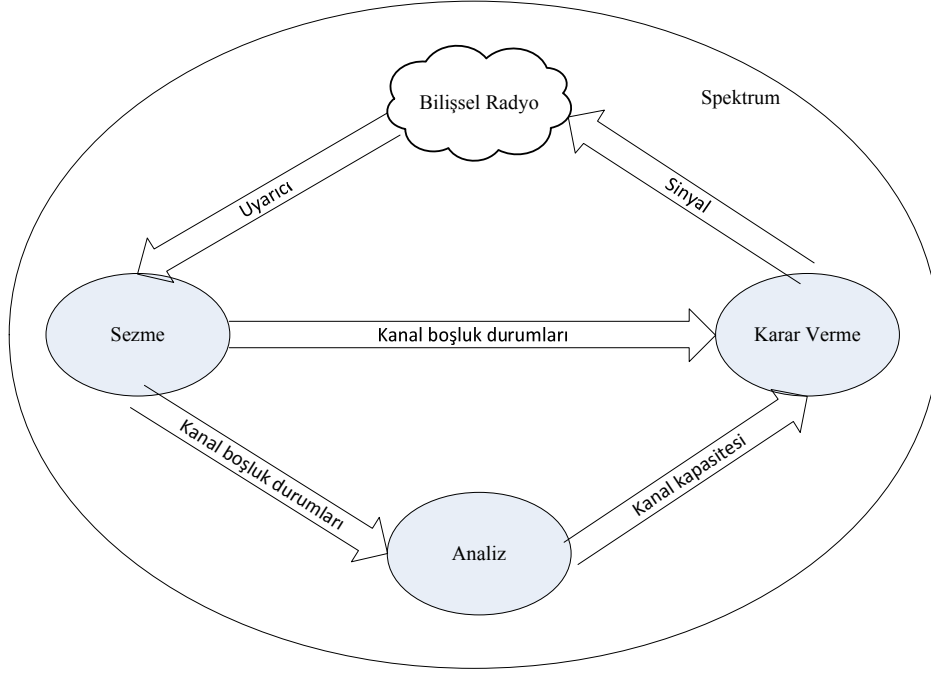 Bilişsel Radyo
Spektrum
Uyarıcı
Sinyal
Sezme
Kanal boşluk durumları
Karar Verme
Kanal boşluk durumları
Kanal kapasitesi
Analiz